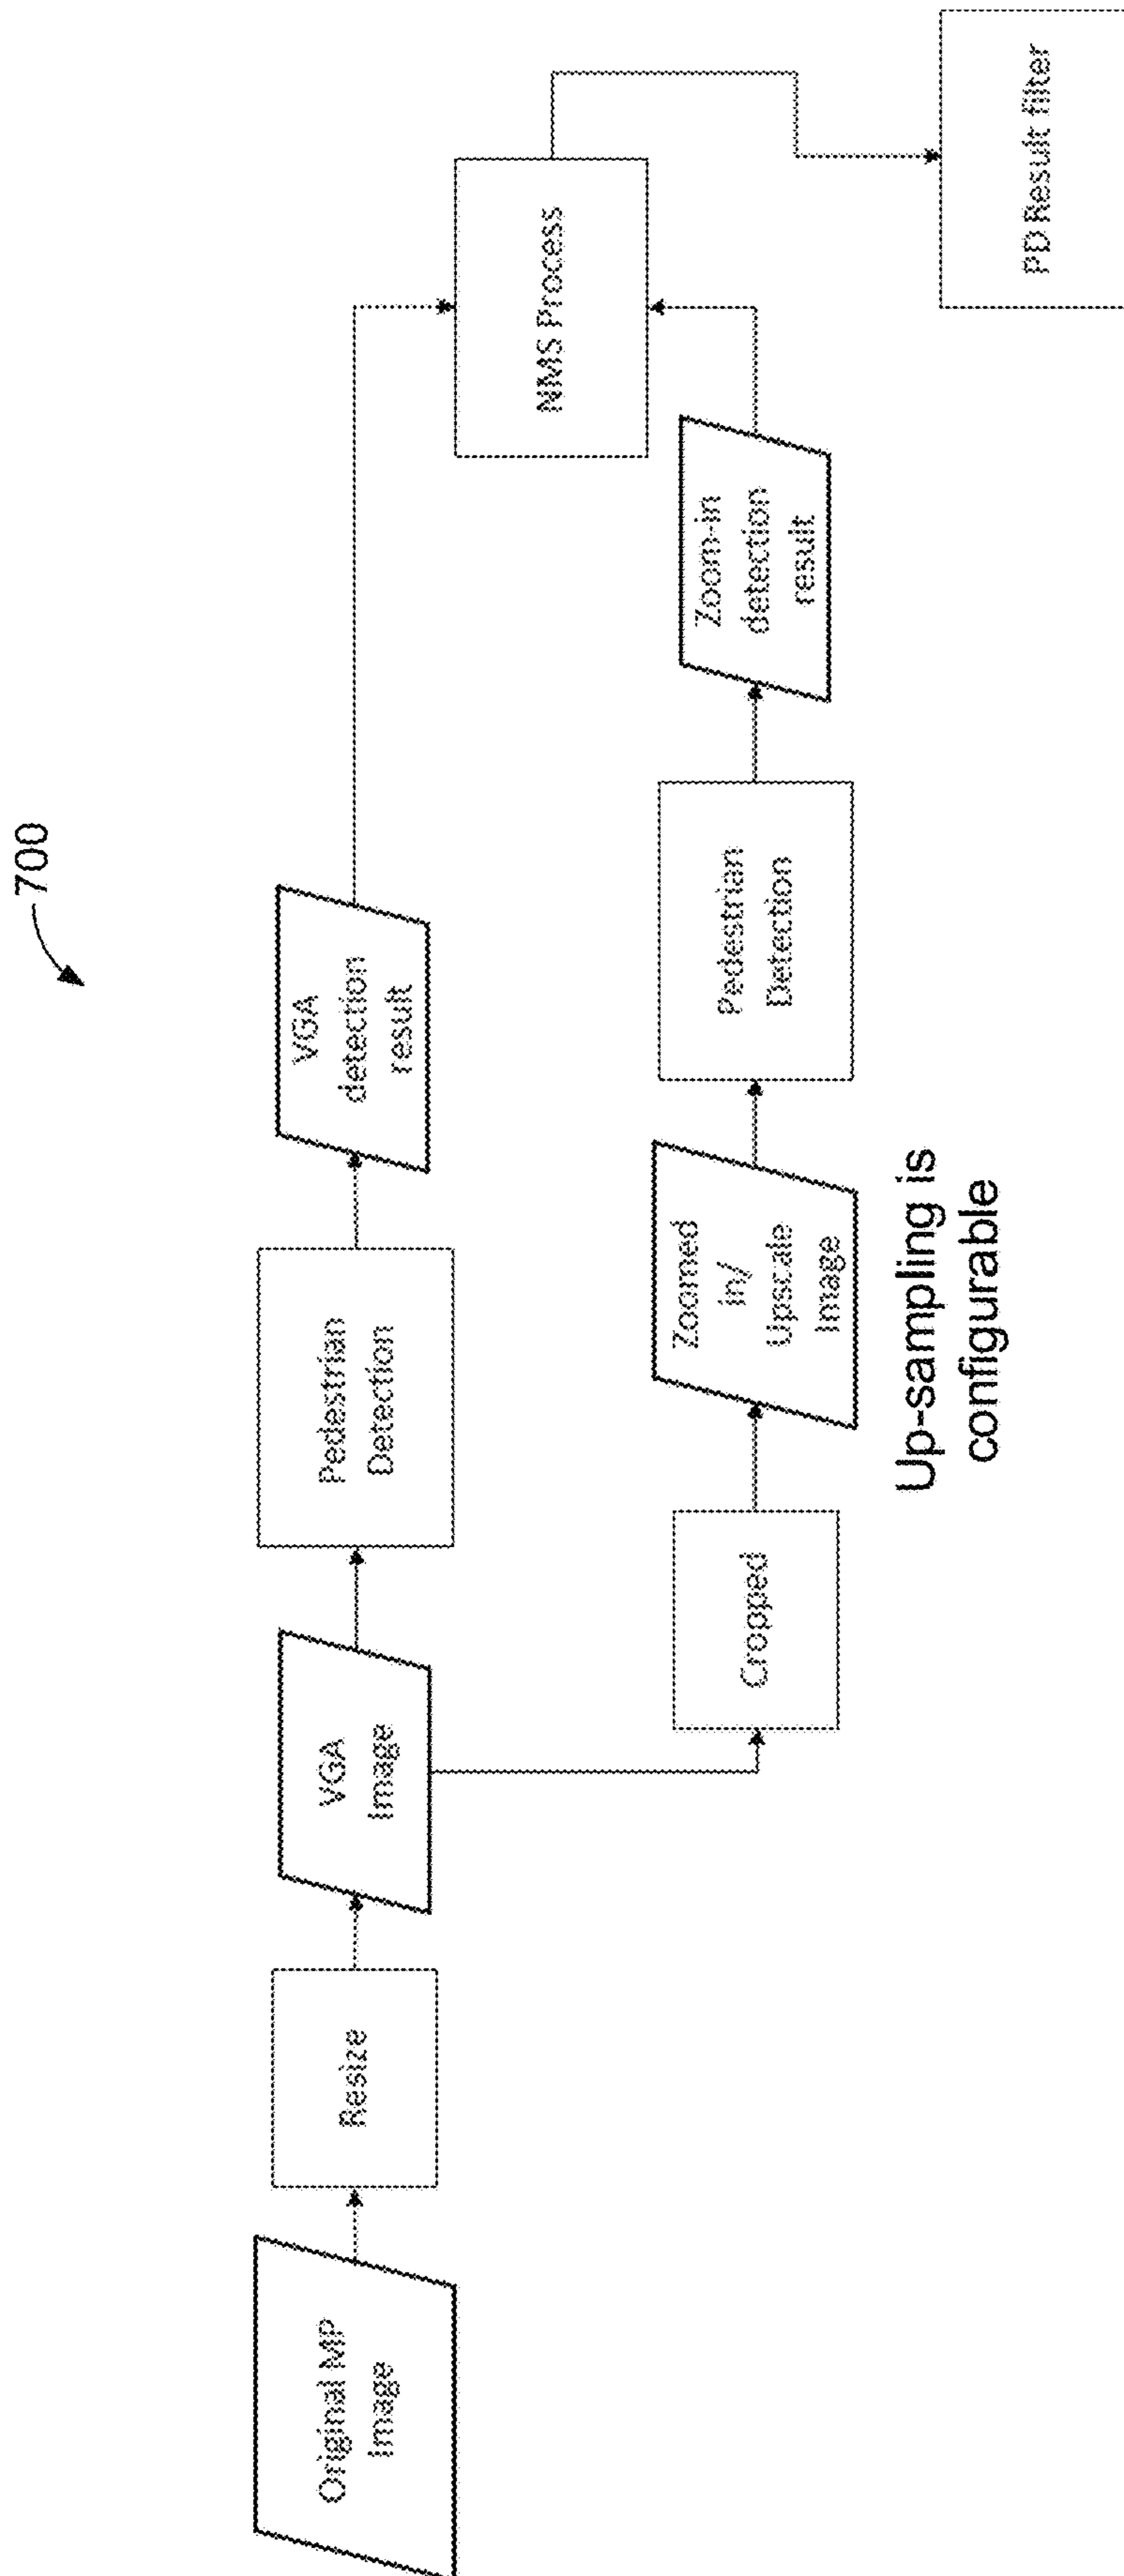 700
Original MP
Image
Resize
VGA
Image
Pedestrian
Detection
VGA
detection
result
NMS Process
Cropped
Zoomed
in/
Upscale
Image
Up-sampling is
configurable
Pedestrian
Detection
Zoom-in
detection
result
PD Result filter